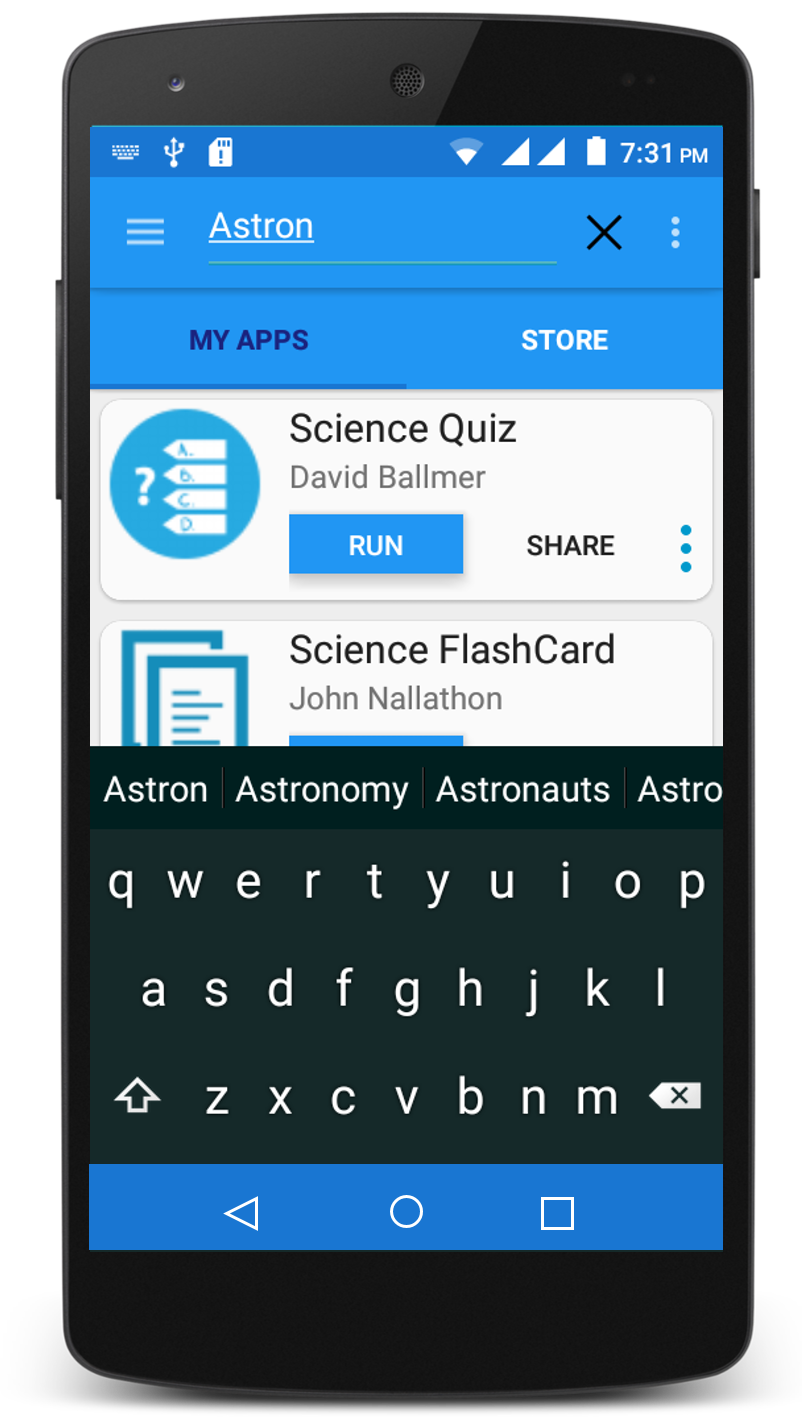 7:31 PM
Astron
MY APPS STORE
A.
B.
C.
D.
?
Science Quiz
David Ballmer
RUN SHARE
Science FlashCard
John Nallathon
Astron Astronomy Astronauts Astro
q w e r t y u i o p
a s d f g h j k l
z x c v b n m